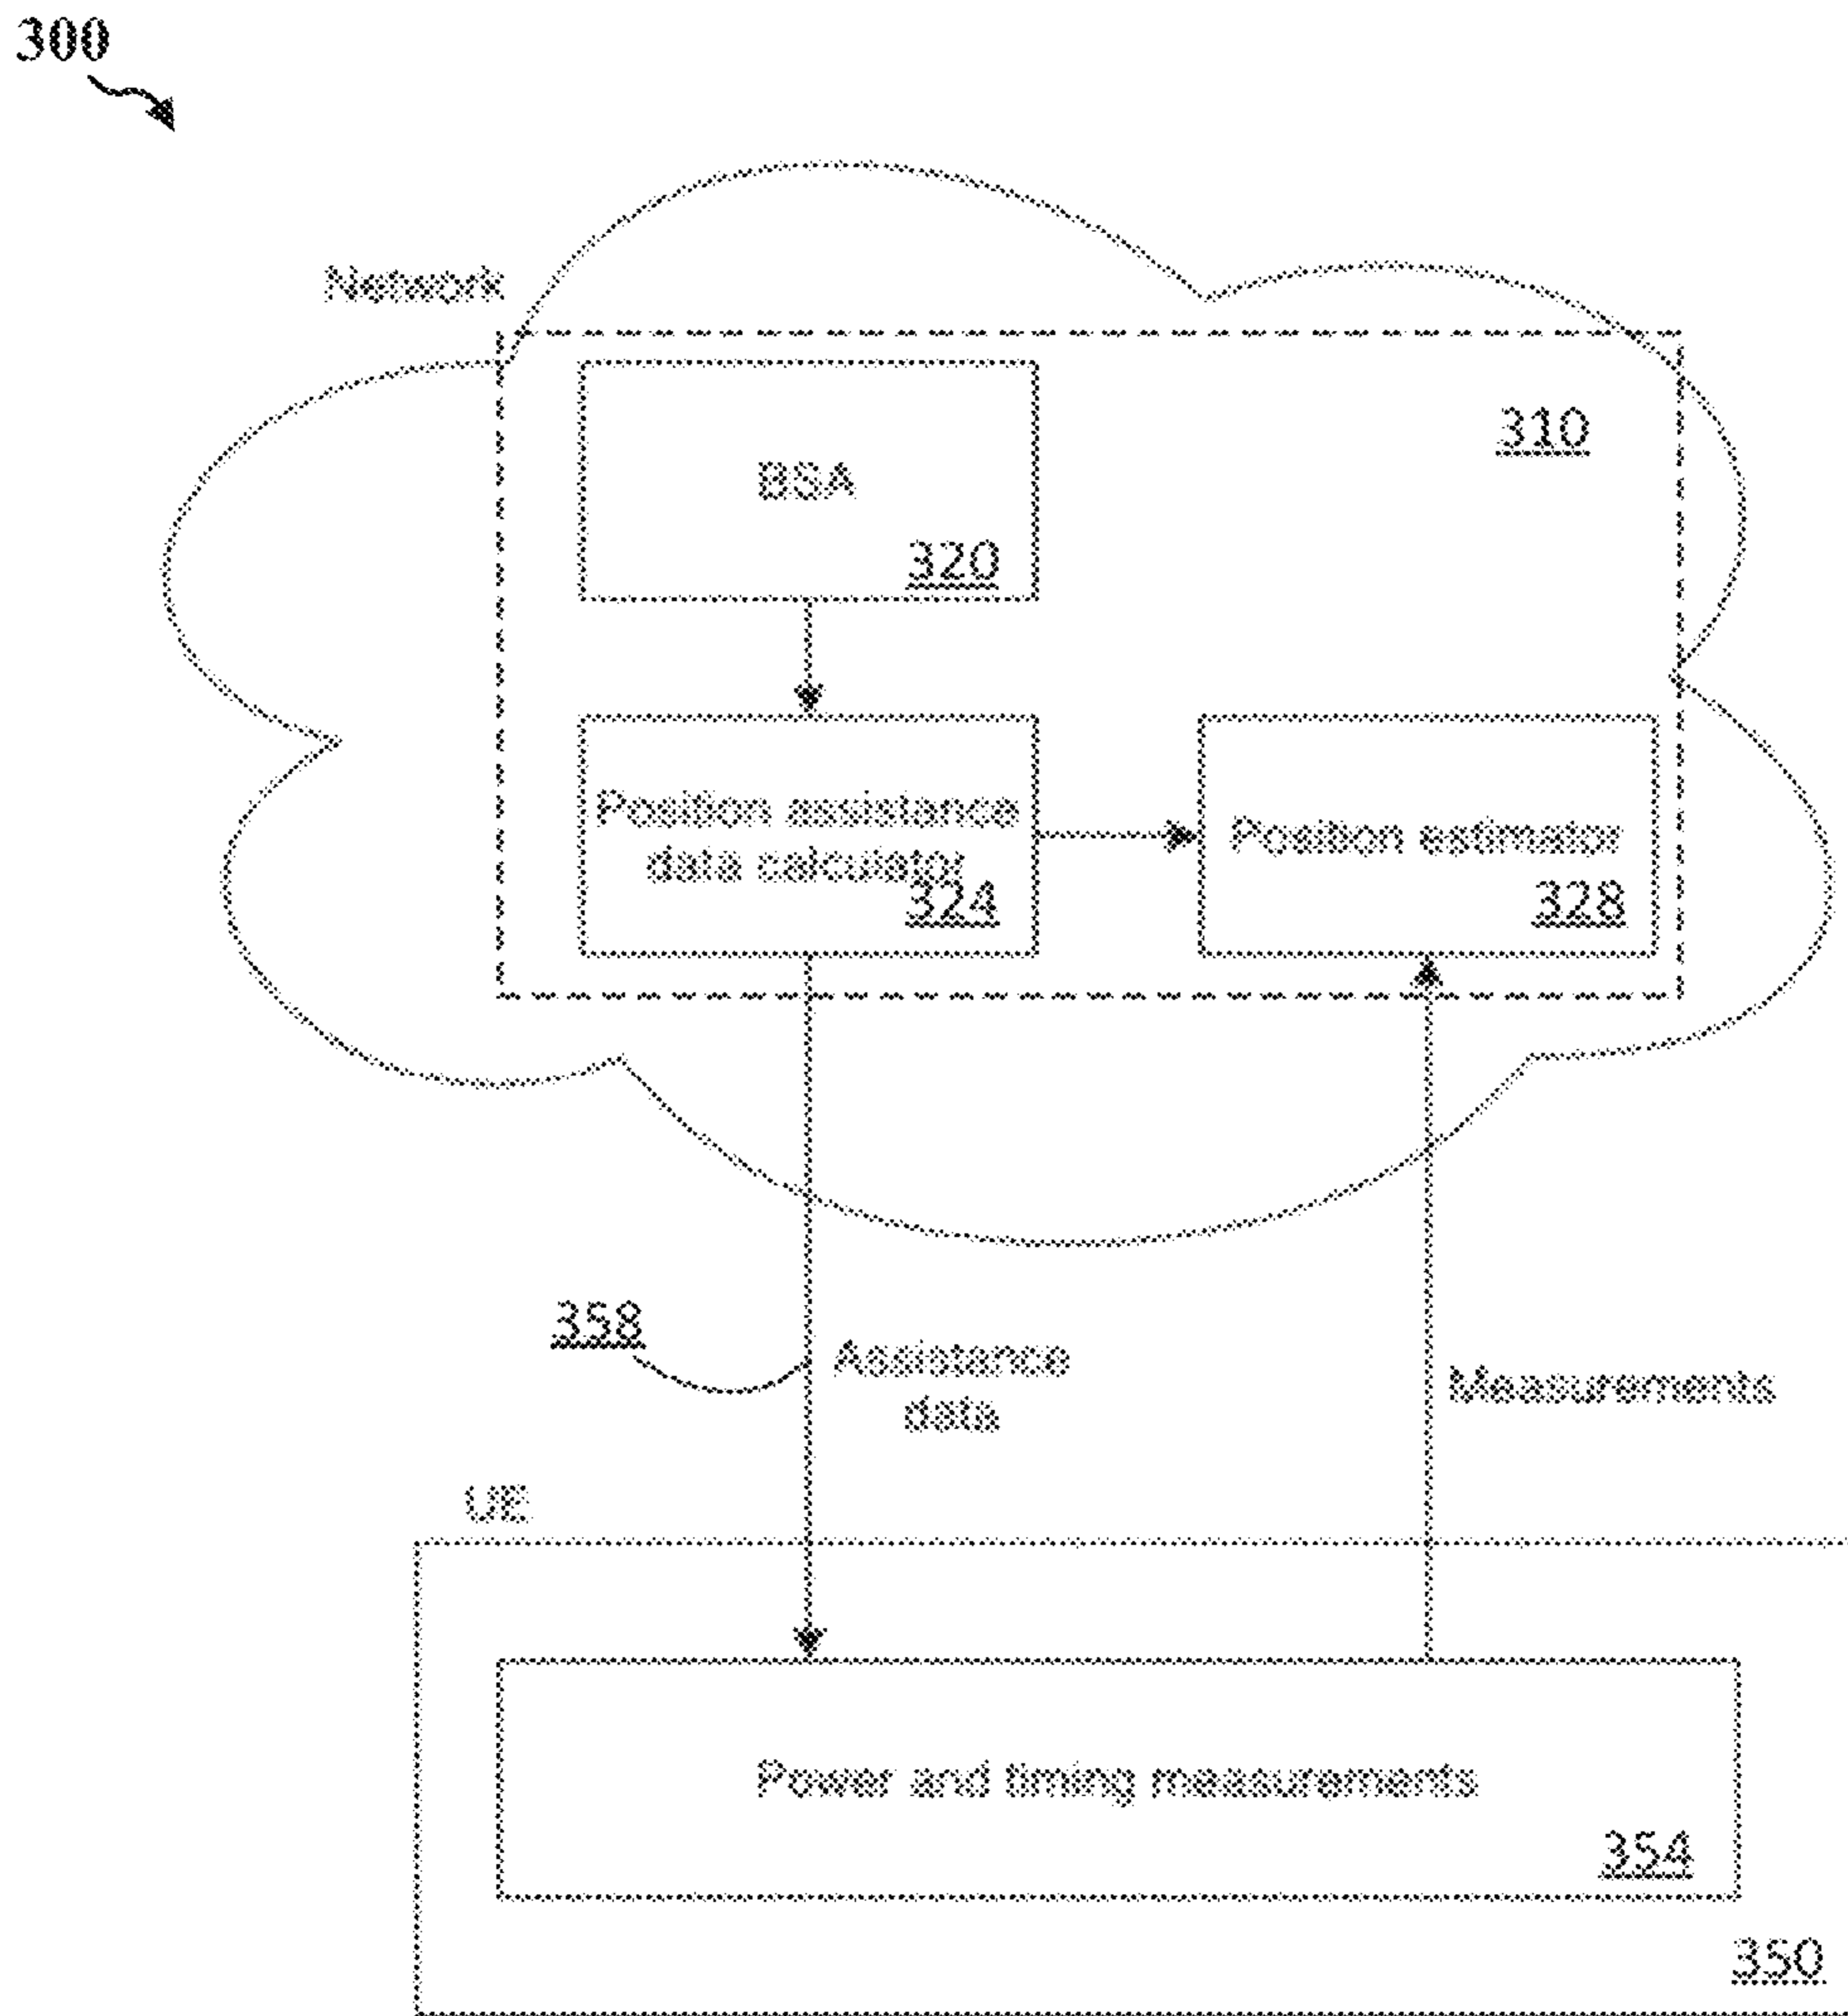 300
Network
310
BSA
320
Position assistance
data calculator
324
Position estimator
328
358
Assistance
data
Measurements
UE
Power and timing measurements
354
350